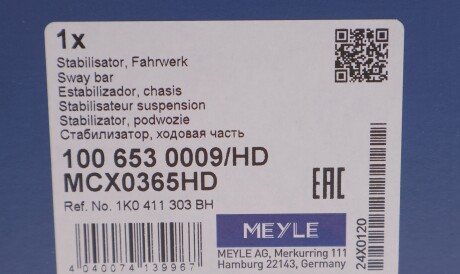 1x
Stabilisator, Fahrwerk
Sway bar
Estabilizador, chasis
Stabilisateur suspension
Stabilizator, podwozie
Стабилизатор, ходовая часть
100 653 0009/HD
MCX0365HD
EAC
Ref. No. 1K0 411 303 BH
MEYLE
MEYLE AG, Merkurring 111
Hamburg 22143, Germany
4 040074 139967
24X0120